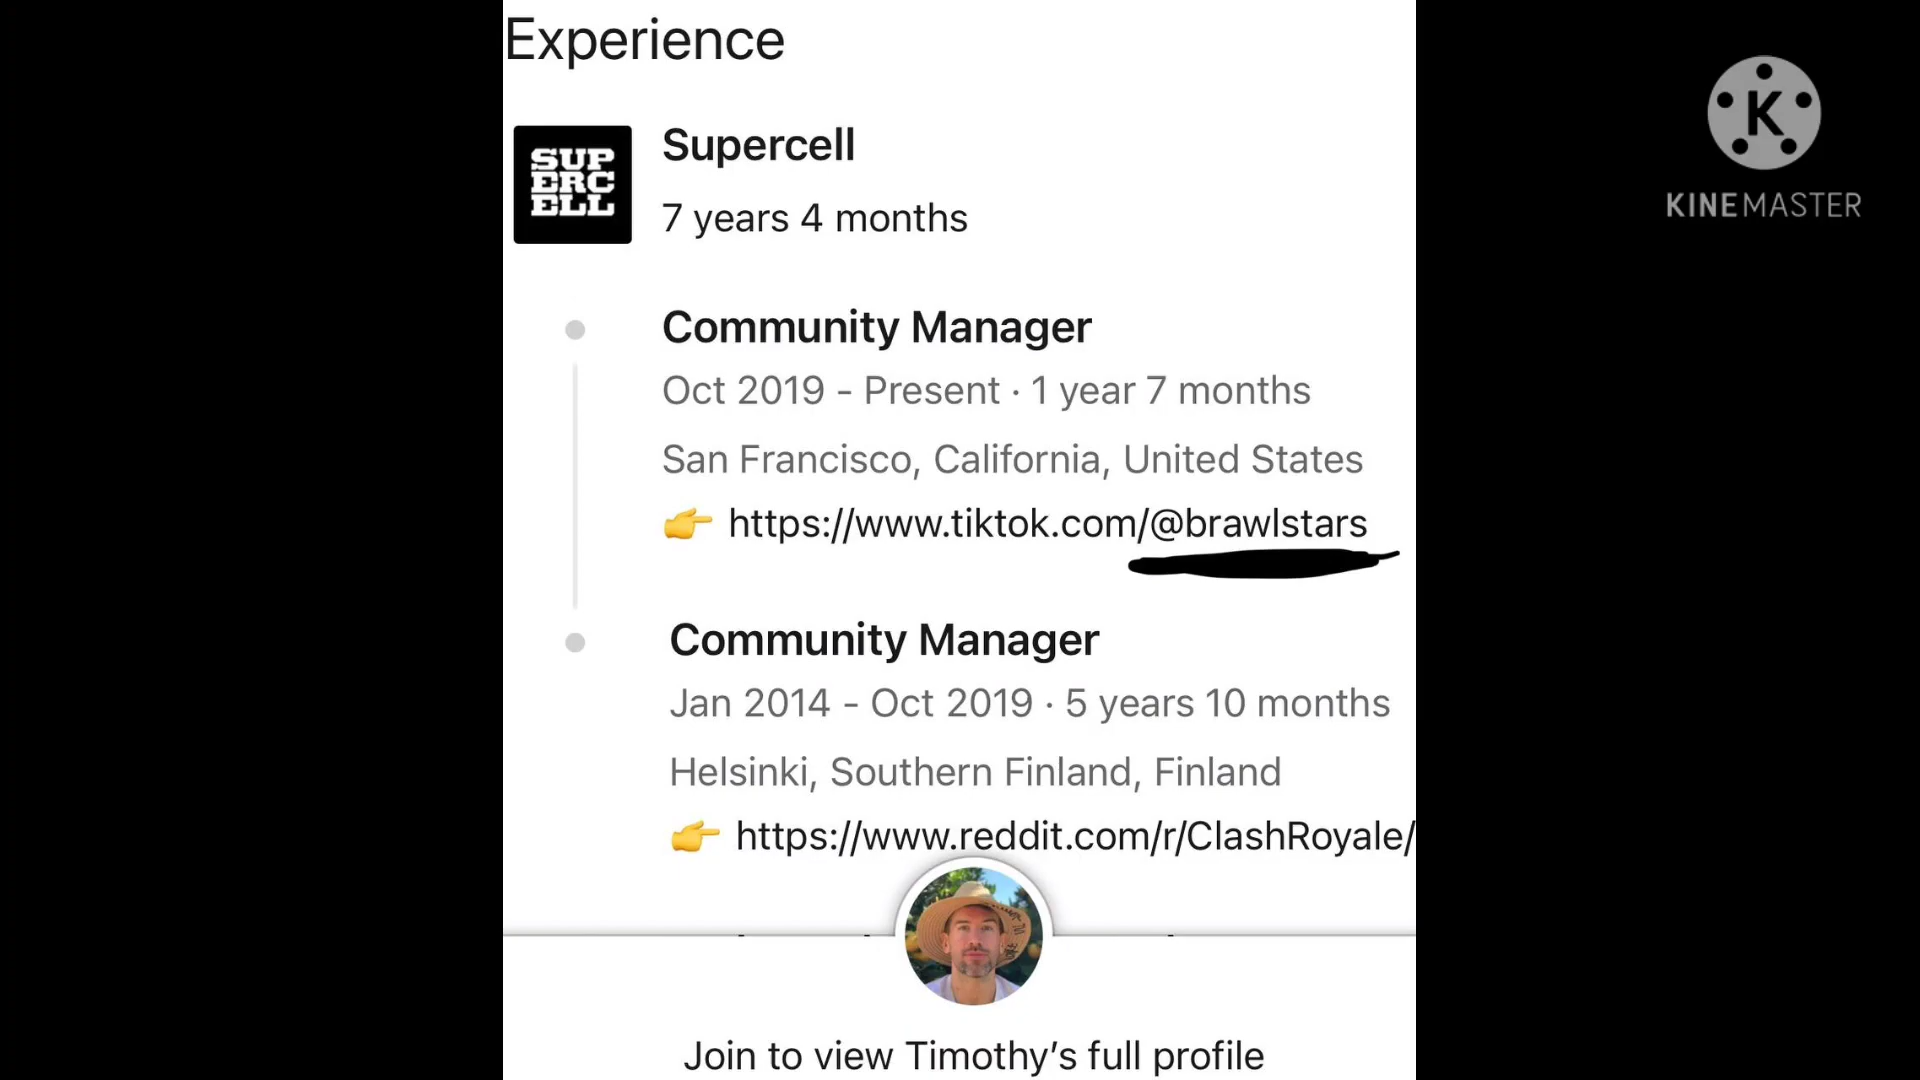 Experience
SUP
ERC
ELL
Supercell
7 years 4 months
Community Manager
Oct 2019 - Present · 1 year 7 months
San Francisco, California, United States
👉 https://www.tiktok.com/@brawlstars
Community Manager
Jan 2014 - Oct 2019 · 5 years 10 months
Helsinki, Southern Finland, Finland
👉 https://www.reddit.com/r/ClashRoyale/
Join to view Timothy’s full profile
K
KINEMASTER